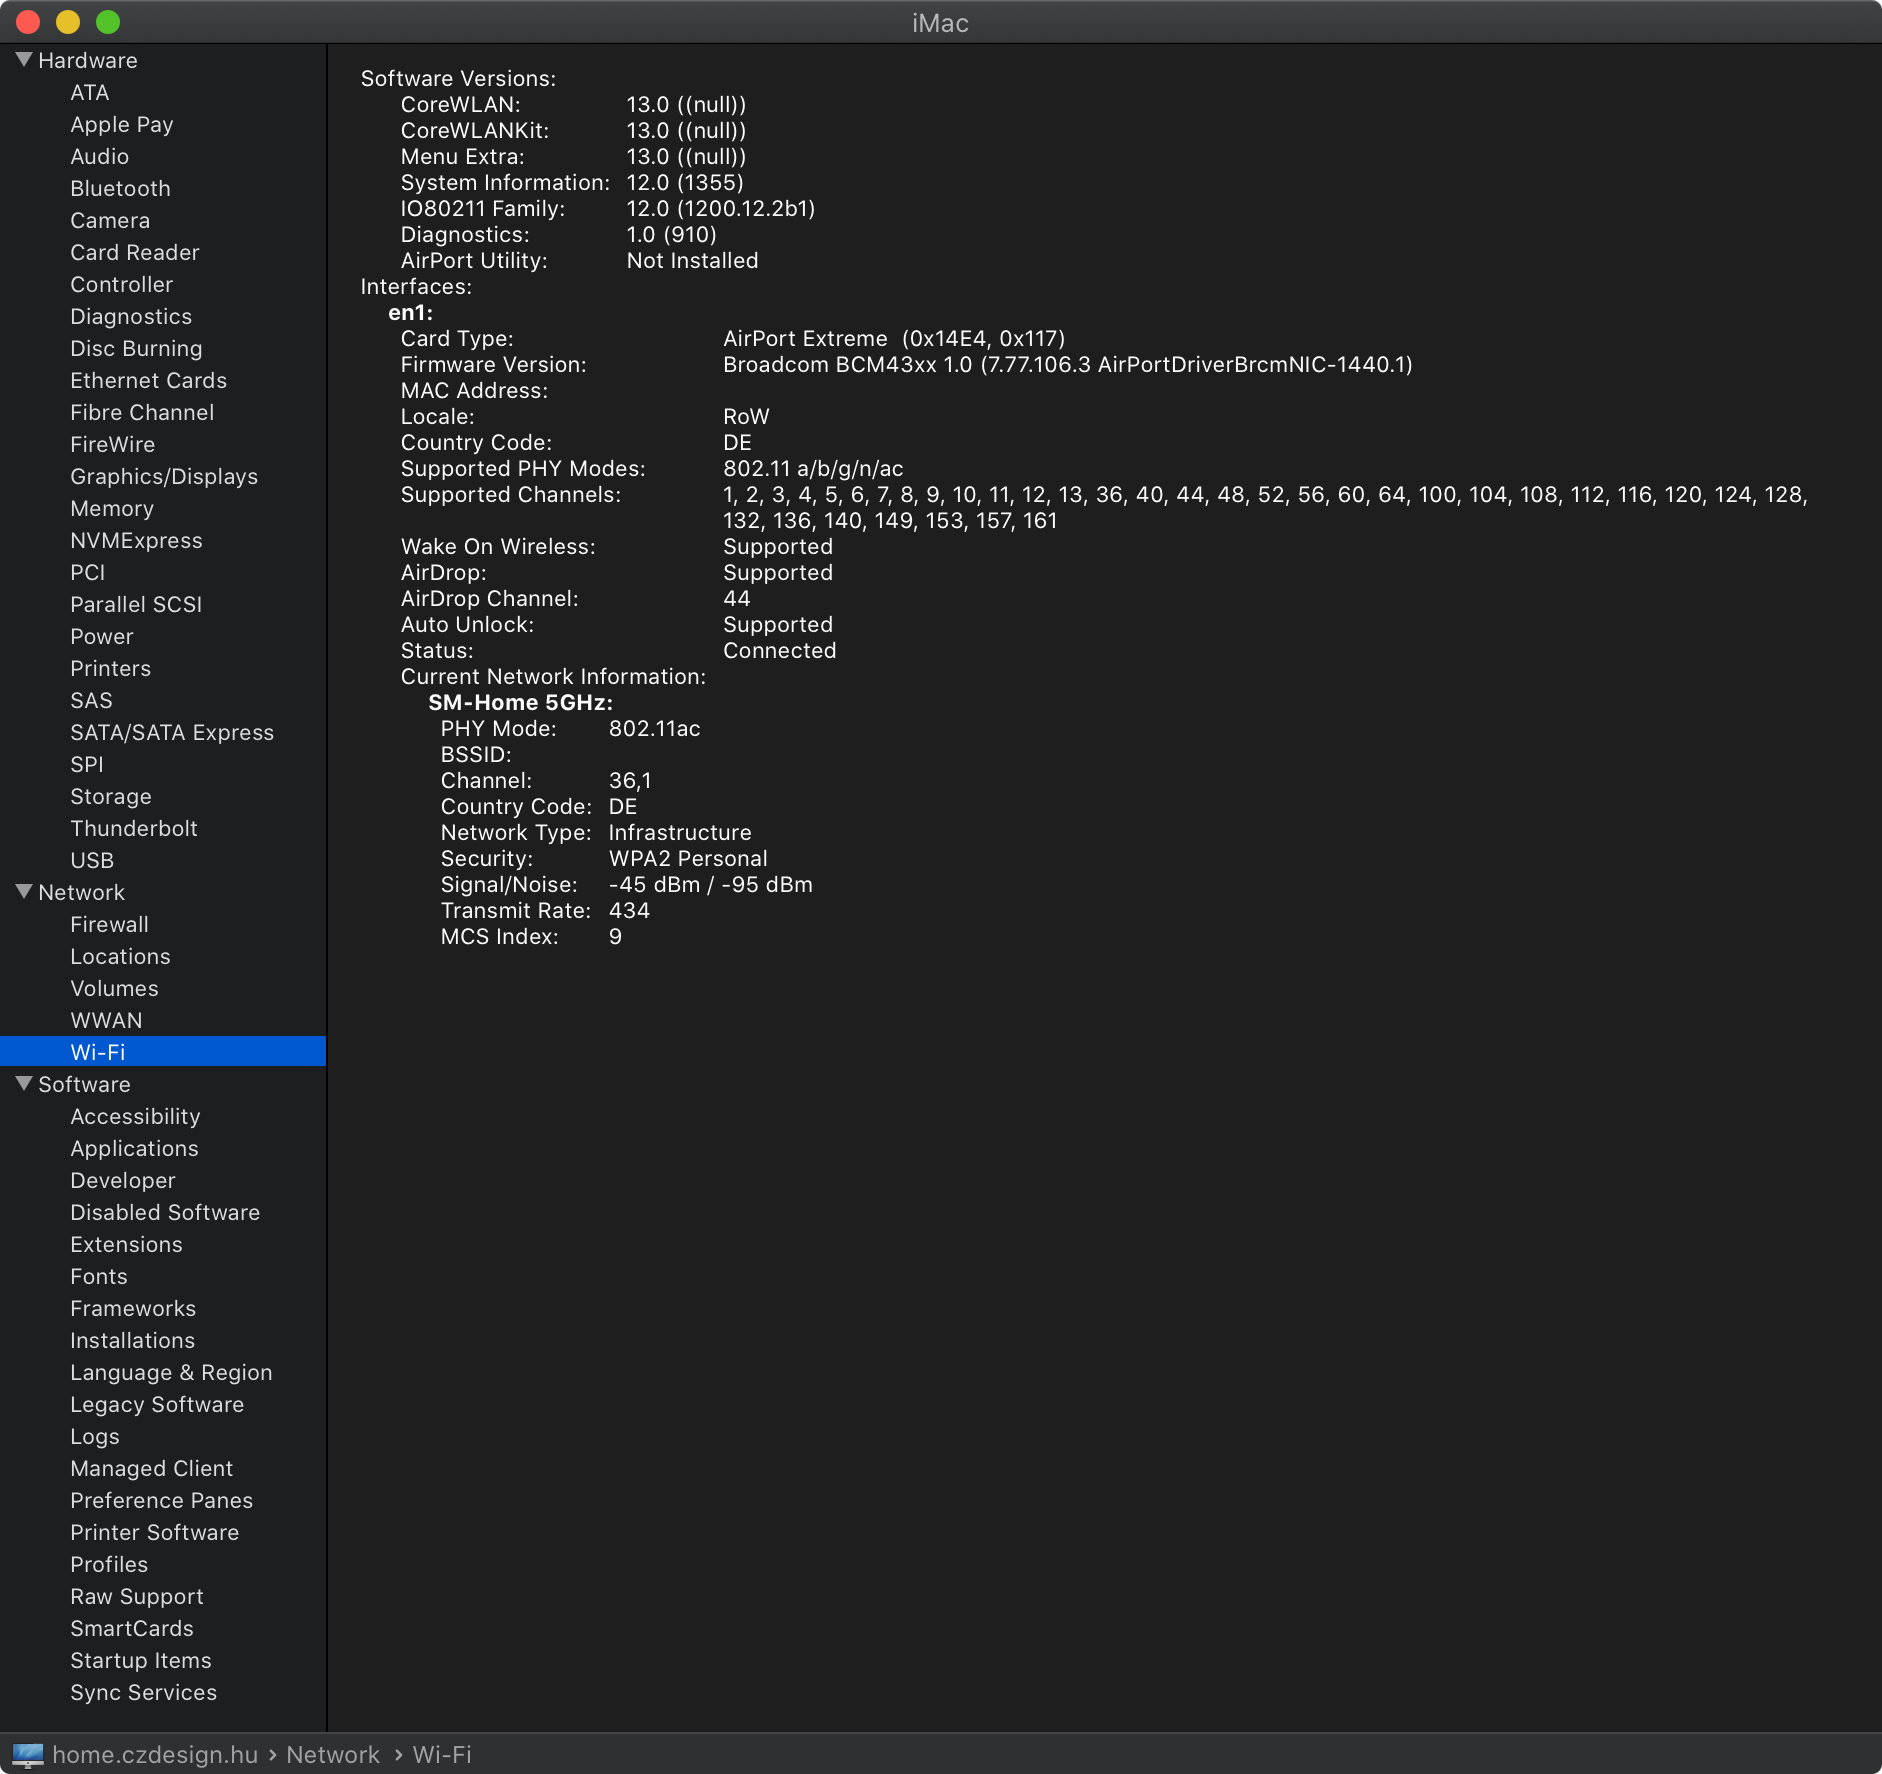 iMac
Hardware
ATA
Apple Pay
Audio
Bluetooth
Camera
Card Reader
Controller
Diagnostics
Disc Burning
Ethernet Cards
Fibre Channel
FireWire
Graphics/Displays
Memory
NVMExpress
PCI
Parallel SCSI
Power
Printers
SAS
SATA/SATA Express
SPI
Storage
Thunderbolt
USB
Network
Firewall
Locations
Volumes
WWAN
Wi-Fi
Software
Accessibility
Applications
Developer
Disabled Software
Extensions
Fonts
Frameworks
Installations
Language & Region
Legacy Software
Logs
Managed Client
Preference Panes
Printer Software
Profiles
Raw Support
SmartCards
Startup Items
Sync Services
Software Versions:
CoreWLAN: 13.0 ((null))
CoreWLANKit: 13.0 ((null))
Menu Extra: 13.0 ((null))
System Information: 12.0 (1355)
IO80211 Family: 12.0 (1200.12.2b1)
Diagnostics: 1.0 (910)
AirPort Utility: Not Installed
Interfaces:
en1:
Card Type: AirPort Extreme  (0x14E4, 0x117)
Firmware Version: Broadcom BCM43xx 1.0 (7.77.106.3 AirPortDriverBrcmNIC-1440.1)
MAC Address:
Locale: RoW
Country Code: DE
Supported PHY Modes: 802.11 a/b/g/n/ac
Supported Channels: 1, 2, 3, 4, 5, 6, 7, 8, 9, 10, 11, 12, 13, 36, 40, 44, 48, 52, 56, 60, 64, 100, 104, 108, 112, 116, 120, 124, 128,
132, 136, 140, 149, 153, 157, 161
Wake On Wireless: Supported
AirDrop: Supported
AirDrop Channel: 44
Auto Unlock: Supported
Status: Connected
Current Network Information:
SM-Home 5GHz:
PHY Mode: 802.11ac
BSSID:
Channel: 36,1
Country Code: DE
Network Type: Infrastructure
Security: WPA2 Personal
Signal/Noise: -45 dBm / -95 dBm
Transmit Rate: 434
MCS Index: 9
home.czdesign.hu › Network › Wi-Fi